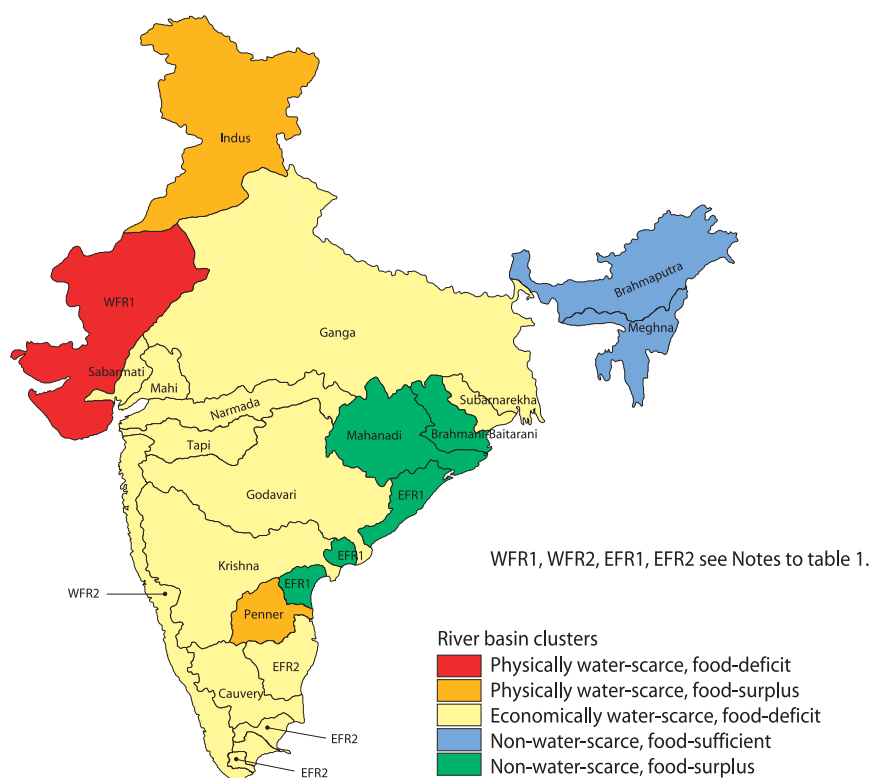 Indus
WFR1
Ganga
Brahmaputra
Meghna
Sabarmati
Mahi
Narmada
Subarnarekha
Mahanadi
Brahmani-Baitarani
Tapi
Godavari
EFR1
EFR1
Krishna
WFR2
EFR1
Penner
EFR2
Cauvery
EFR2
EFR2
WFR1, WFR2, EFR1, EFR2 see Notes to table 1.
River basin clusters
Physically water-scarce, food-deficit
Physically water-scarce, food-surplus
Economically water-scarce, food-deficit
Non-water-scarce, food-sufficient
Non-water-scarce, food-surplus